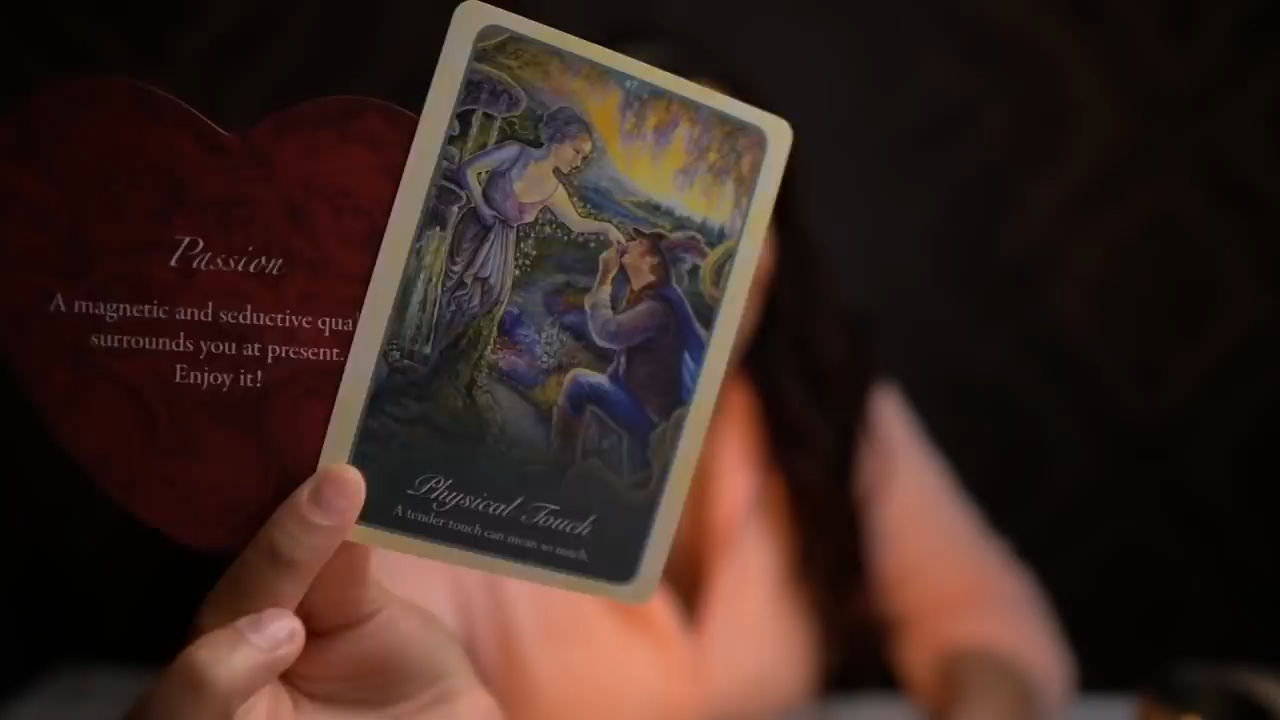 Passion
A magnetic and seductive qua
surrounds you at present.
Enjoy it!
47
Physical Touch
A tender touch can mean so much.